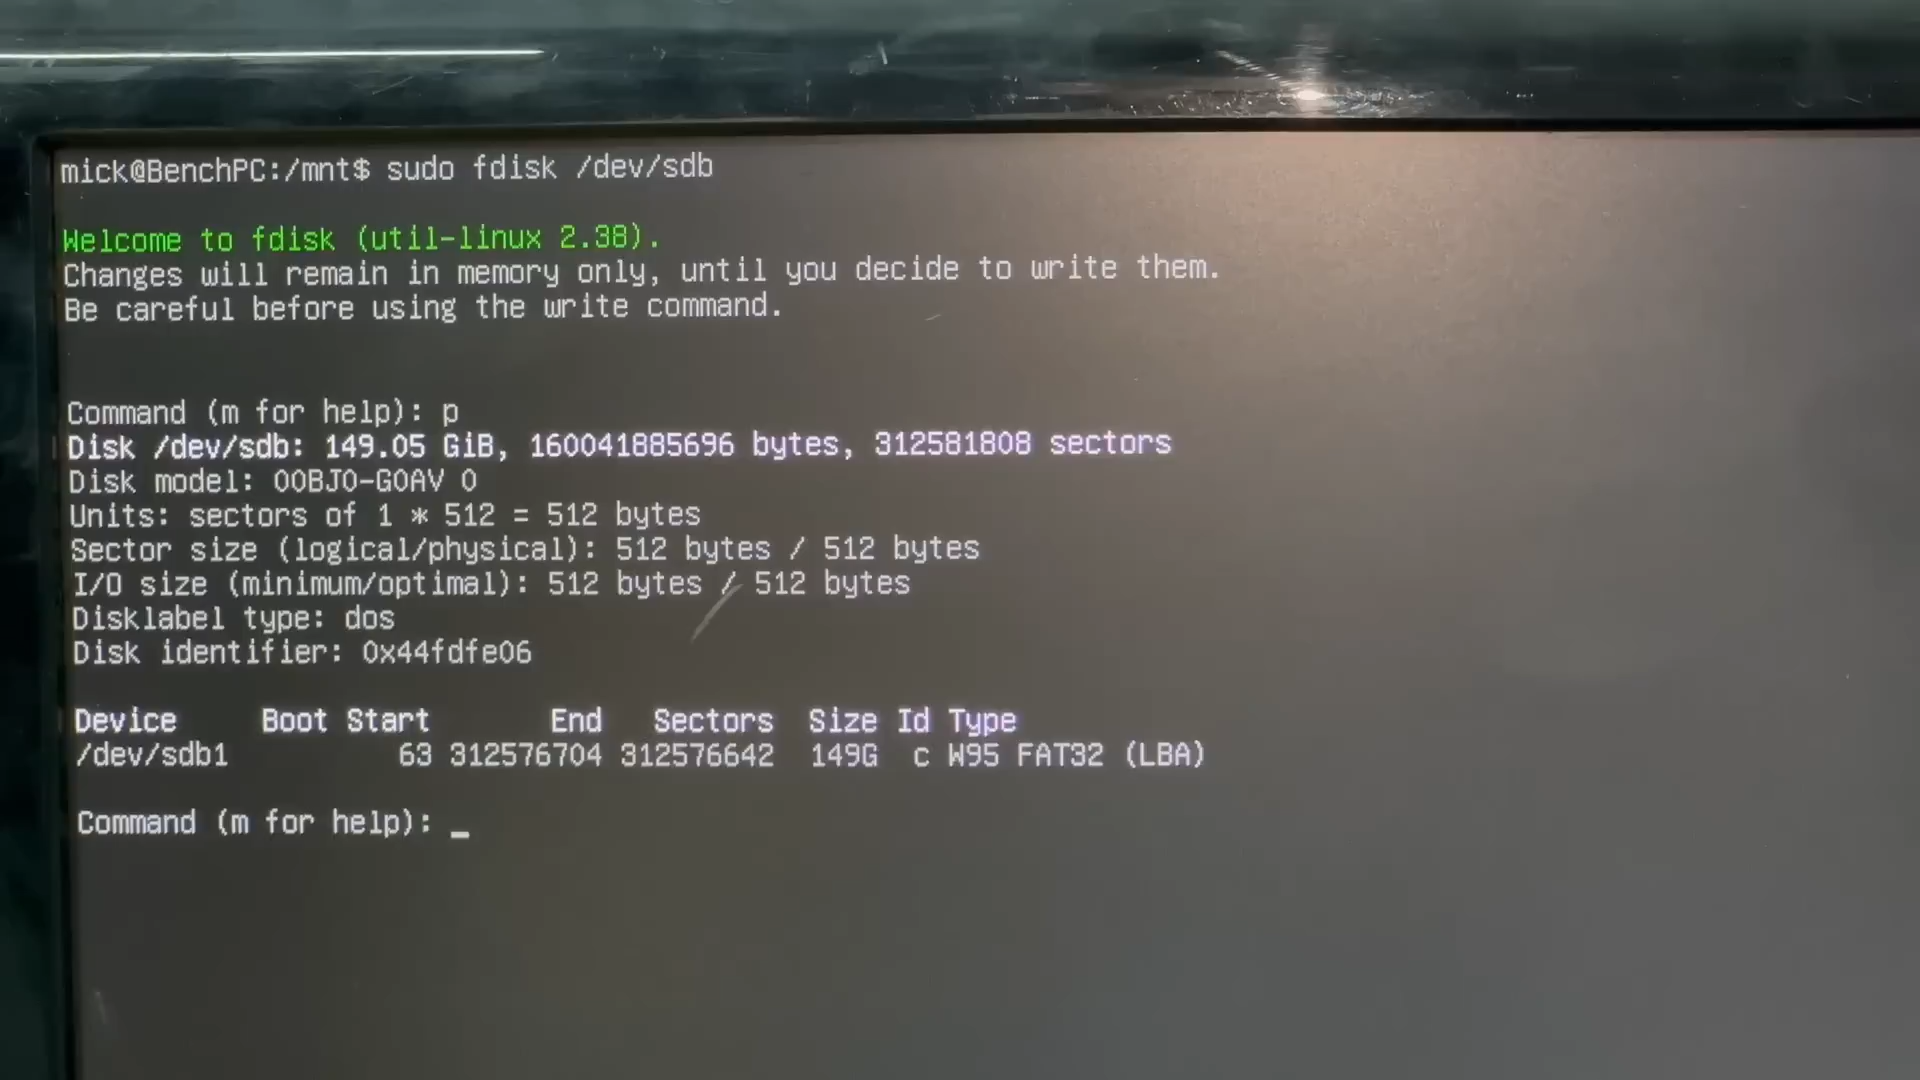 mick@BenchPC:/mnt$ sudo fdisk /dev/sdb
Welcome to fdisk (util-linux 2.38).
Changes will remain in memory only, until you decide to write them.
Be careful before using the write command.
Command (m for help): p
Disk /dev/sdb: 149.05 GiB, 160041885696 bytes, 312581808 sectors
Disk model: 00BJO-GOAV 0
Units: sectors of 1 * 512 = 512 bytes
Sector size (logical/physical): 512 bytes / 512 bytes
I/O size (minimum/optimal): 512 bytes / 512 bytes
Disklabel type: dos
Disk identifier: 0x44fdfe06
Device Boot Start End Sectors Size Id Type
/dev/sdb1 63 312576704 312576642 149G c W95 FAT32 (LBA)
Command (m for help): _